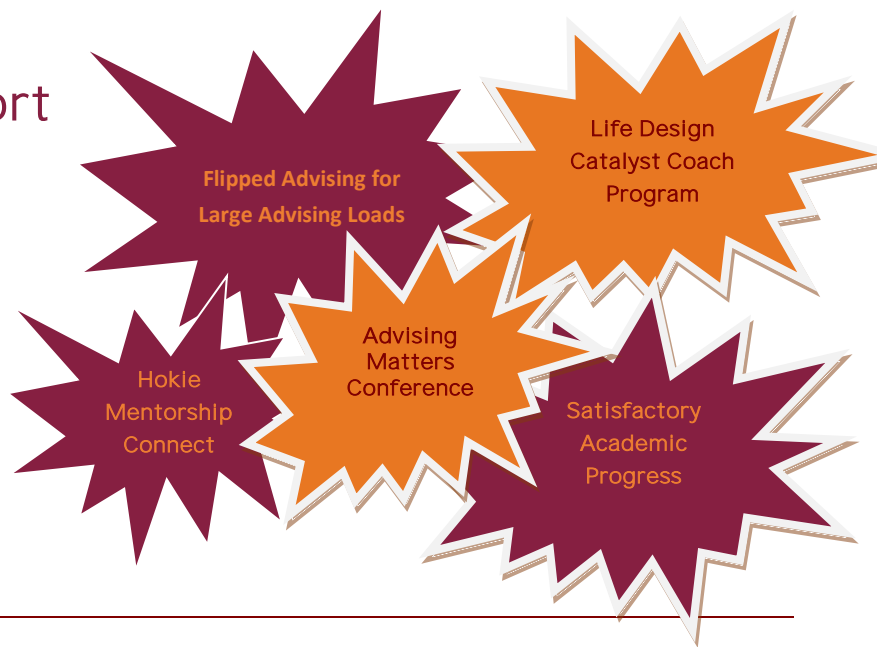 ort
Flipped Advising for
Large Advising Loads
Life Design
Catalyst Coach
Program
Advising
Matters
Conference
Hokie
Mentorship
Connect
Satisfactory
Academic
Progress